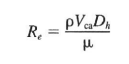 R_e = ρV_ca D_h / μ